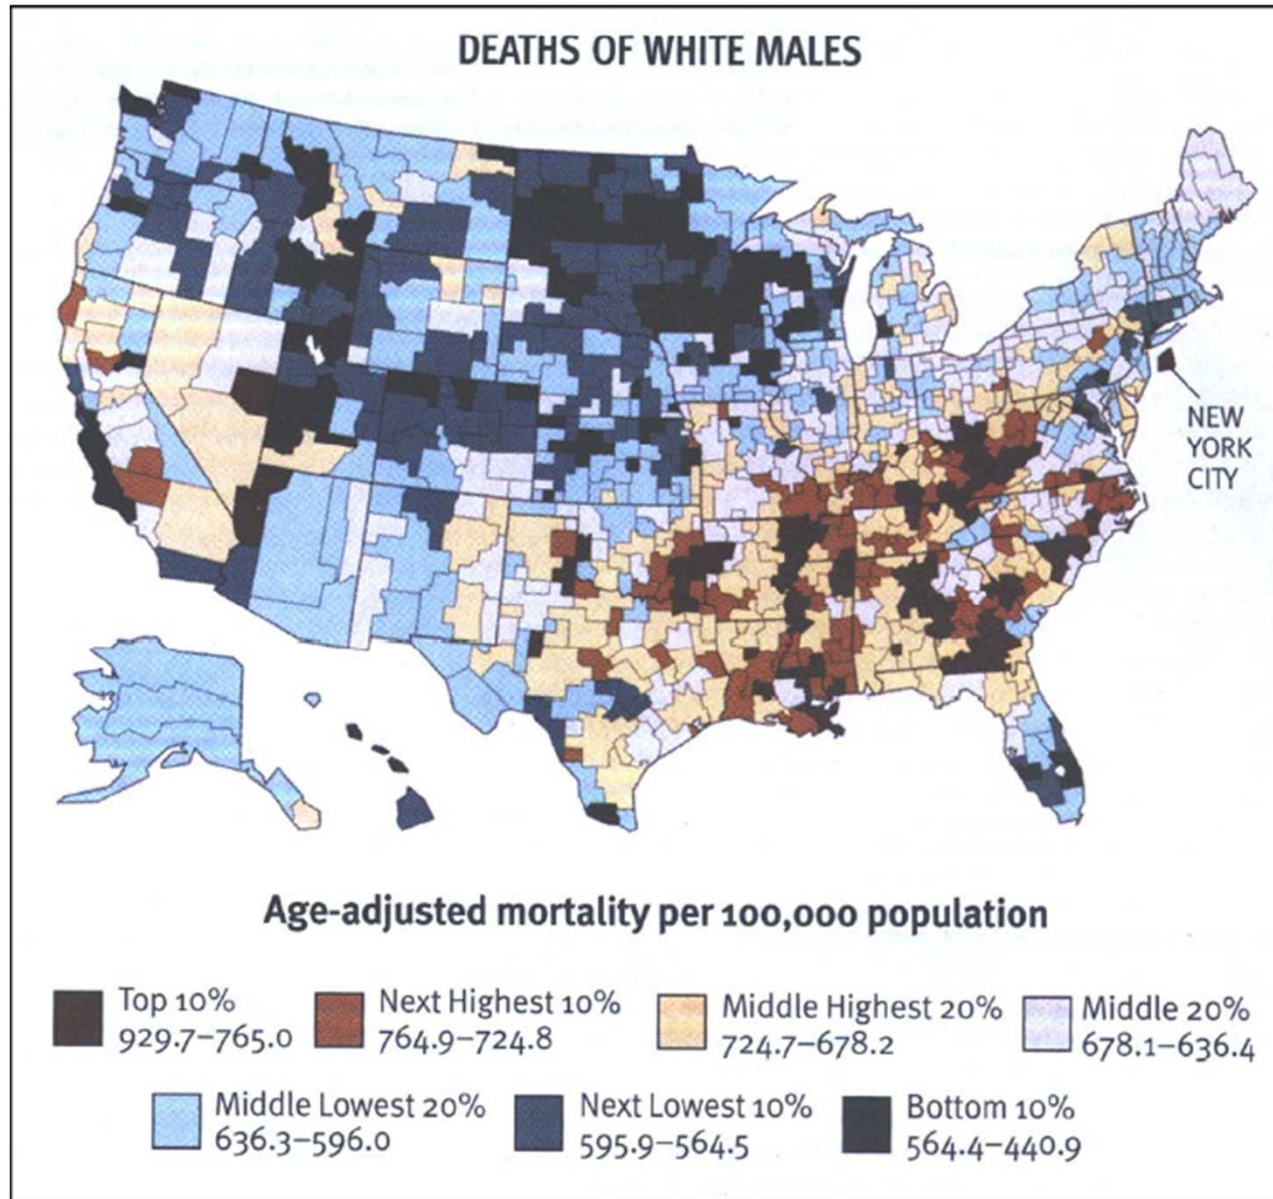 DEATHS OF WHITE MALES
NEW
YORK
CITY
Age-adjusted mortality per 100,000 population
Top 10%
929.7–765.0
Next Highest 10%
764.9–724.8
Middle Highest 20%
724.7–678.2
Middle 20%
678.1–636.4
Middle Lowest 20%
636.3–596.0
Next Lowest 10%
595.9–564.5
Bottom 10%
564.4–440.9